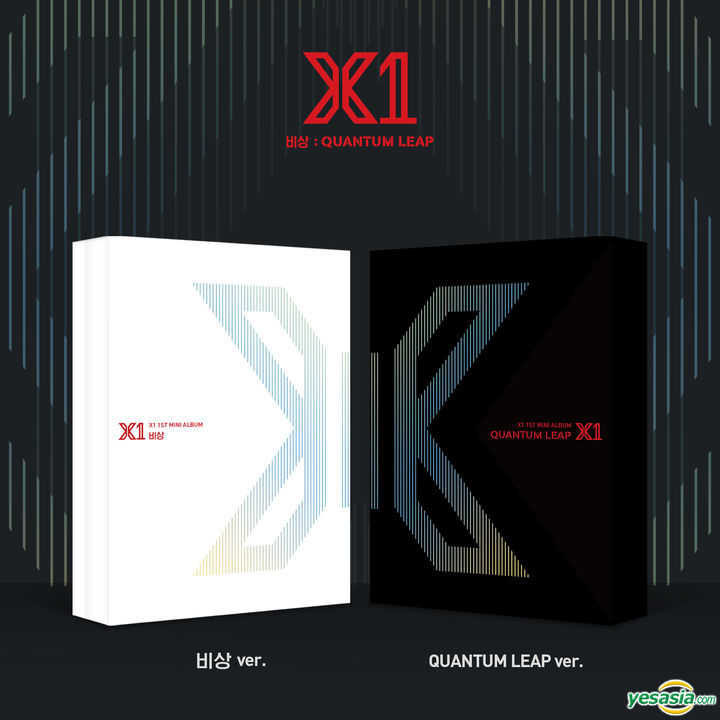 X1
비상 : QUANTUM LEAP
X1 1ST MINI ALBUM
X1 비상
X1 1ST MINI ALBUM
QUANTUM LEAP X1
비상 ver.
QUANTUM LEAP ver.
yesasia.com